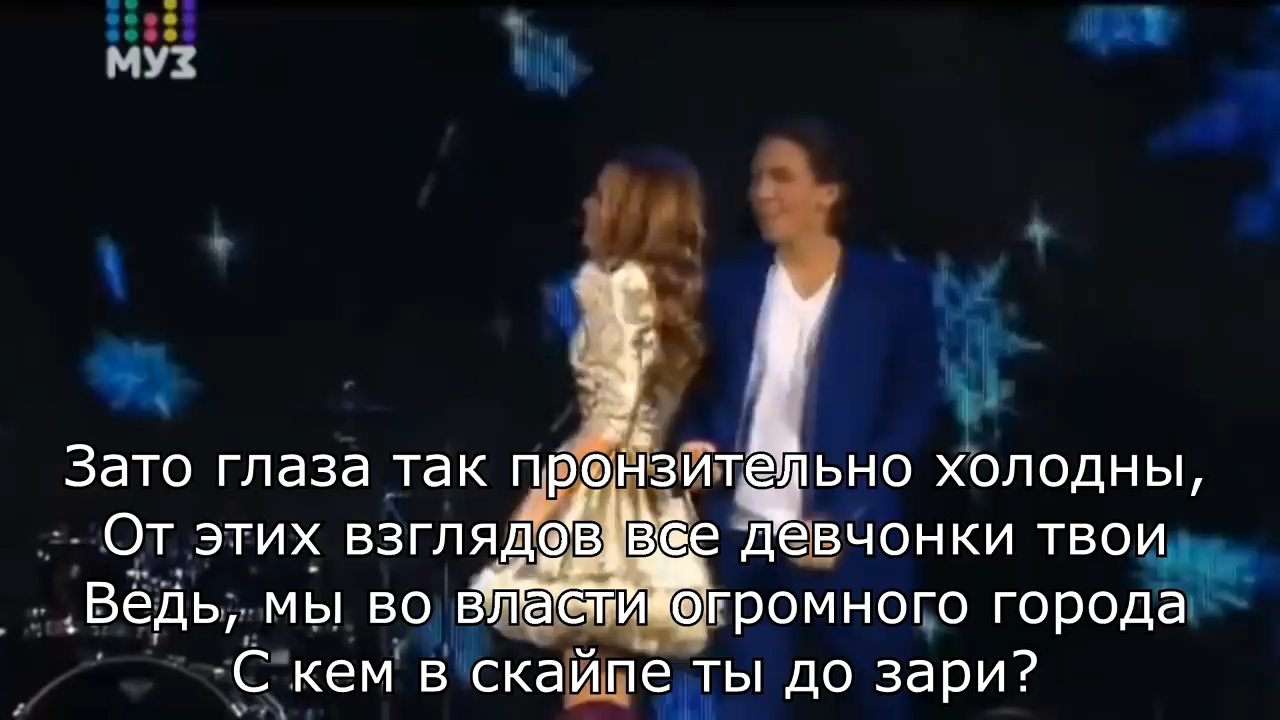 МУЗ
Зато глаза так пронзительно холодны,
От этих взглядов все девчонки твои
Ведь, мы во власти огромного города
С кем в скайпе ты до зари?